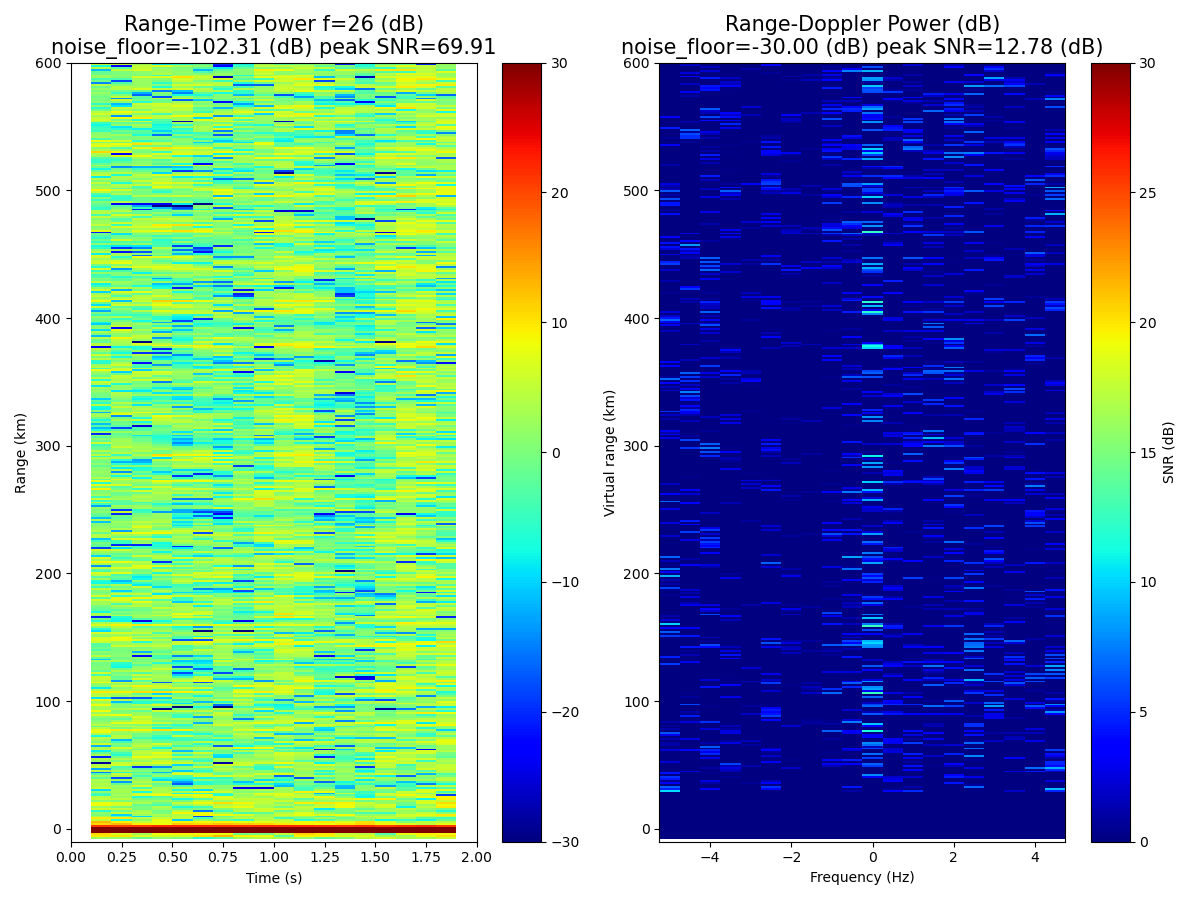 Range-Time Power f=26 (dB)
noise_floor=-102.31 (dB) peak SNR=69.91
Range (km)
600
500
400
300
200
100
0
0.00 0.25 0.50 0.75 1.00 1.25 1.50 1.75 2.00
Time (s)
30
20
10
0
−10
−20
−30
Range-Doppler Power (dB)
noise_floor=-30.00 (dB) peak SNR=12.78 (dB)
Virtual range (km)
600
500
400
300
200
100
0
−4 −2 0 2 4
Frequency (Hz)
30
25
20
15
10
5
0
SNR (dB)